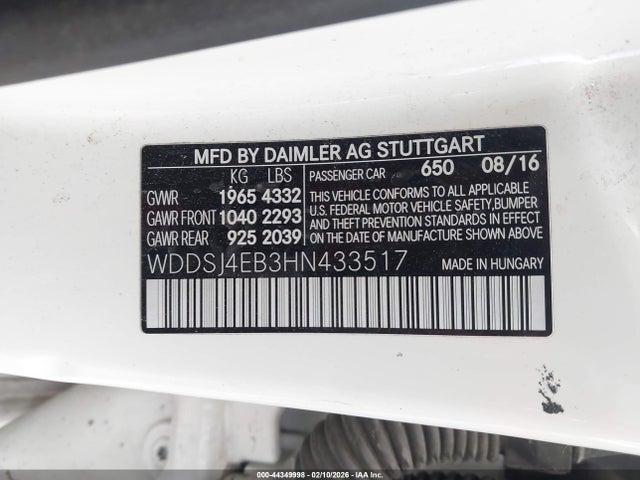 MFD BY DAIMLER AG STUTTGART
KG LBS PASSENGER CAR 650 08/16
GVWR 1965 4332 THIS VEHICLE CONFORMS TO ALL APPLICABLE
GAWR FRONT 1040 2293 U.S. FEDERAL MOTOR VEHICLE SAFETY,BUMPER
AND THEFT PREVENTION STANDARDS IN EFFECT
GAWR REAR 925 2039 ON THE DATE OF MANUFACTURE SHOWN ABOVE
WDDSJ4EB3HN433517 MADE IN HUNGARY
000-44349998 - 02/10/2026 - IAAI, Inc.